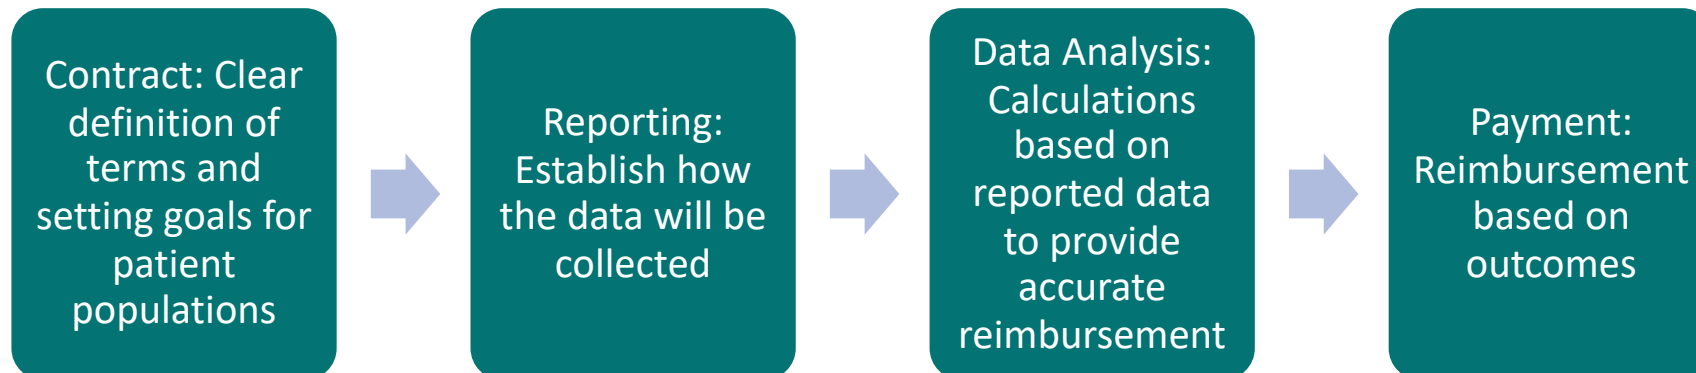 Contract: Clear
definition of
terms and
setting goals for
patient
populations
Reporting:
Establish how
the data will be
collected
Data Analysis:
Calculations
based on
reported data
to provide
accurate
reimbursement
Payment:
Reimbursement
based on
outcomes